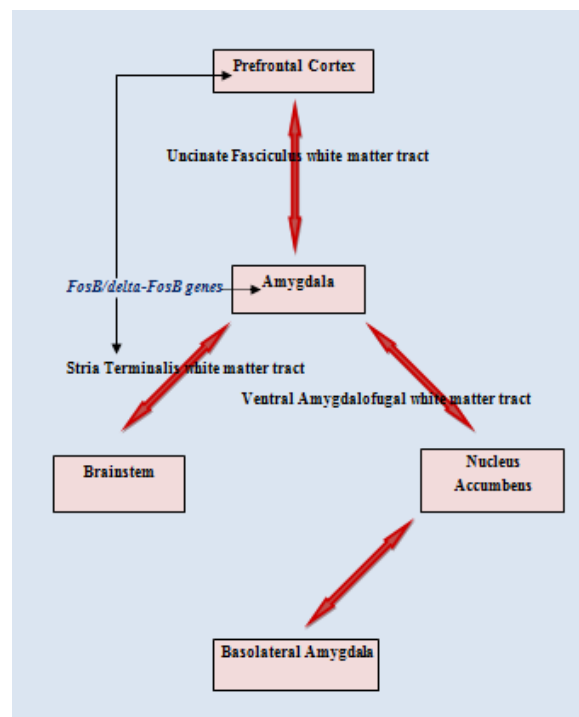 Prefrontal Cortex
Uncinate Fasciculus white matter tract
FosB/delta-FosB genes
Amygdala
Stria Terminalis white matter tract
Ventral Amygdalofugal white matter tract
Brainstem
Nucleus
Accumbens
Basolateral Amygdala